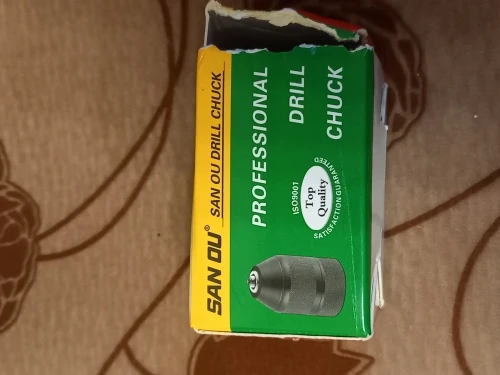 SAN OU® SAN OU DRILL CHUCK
PROFESSIONAL
DRILL
CHUCK
ISO9001
Top
Quality
SATISFACTION GUARANTEED